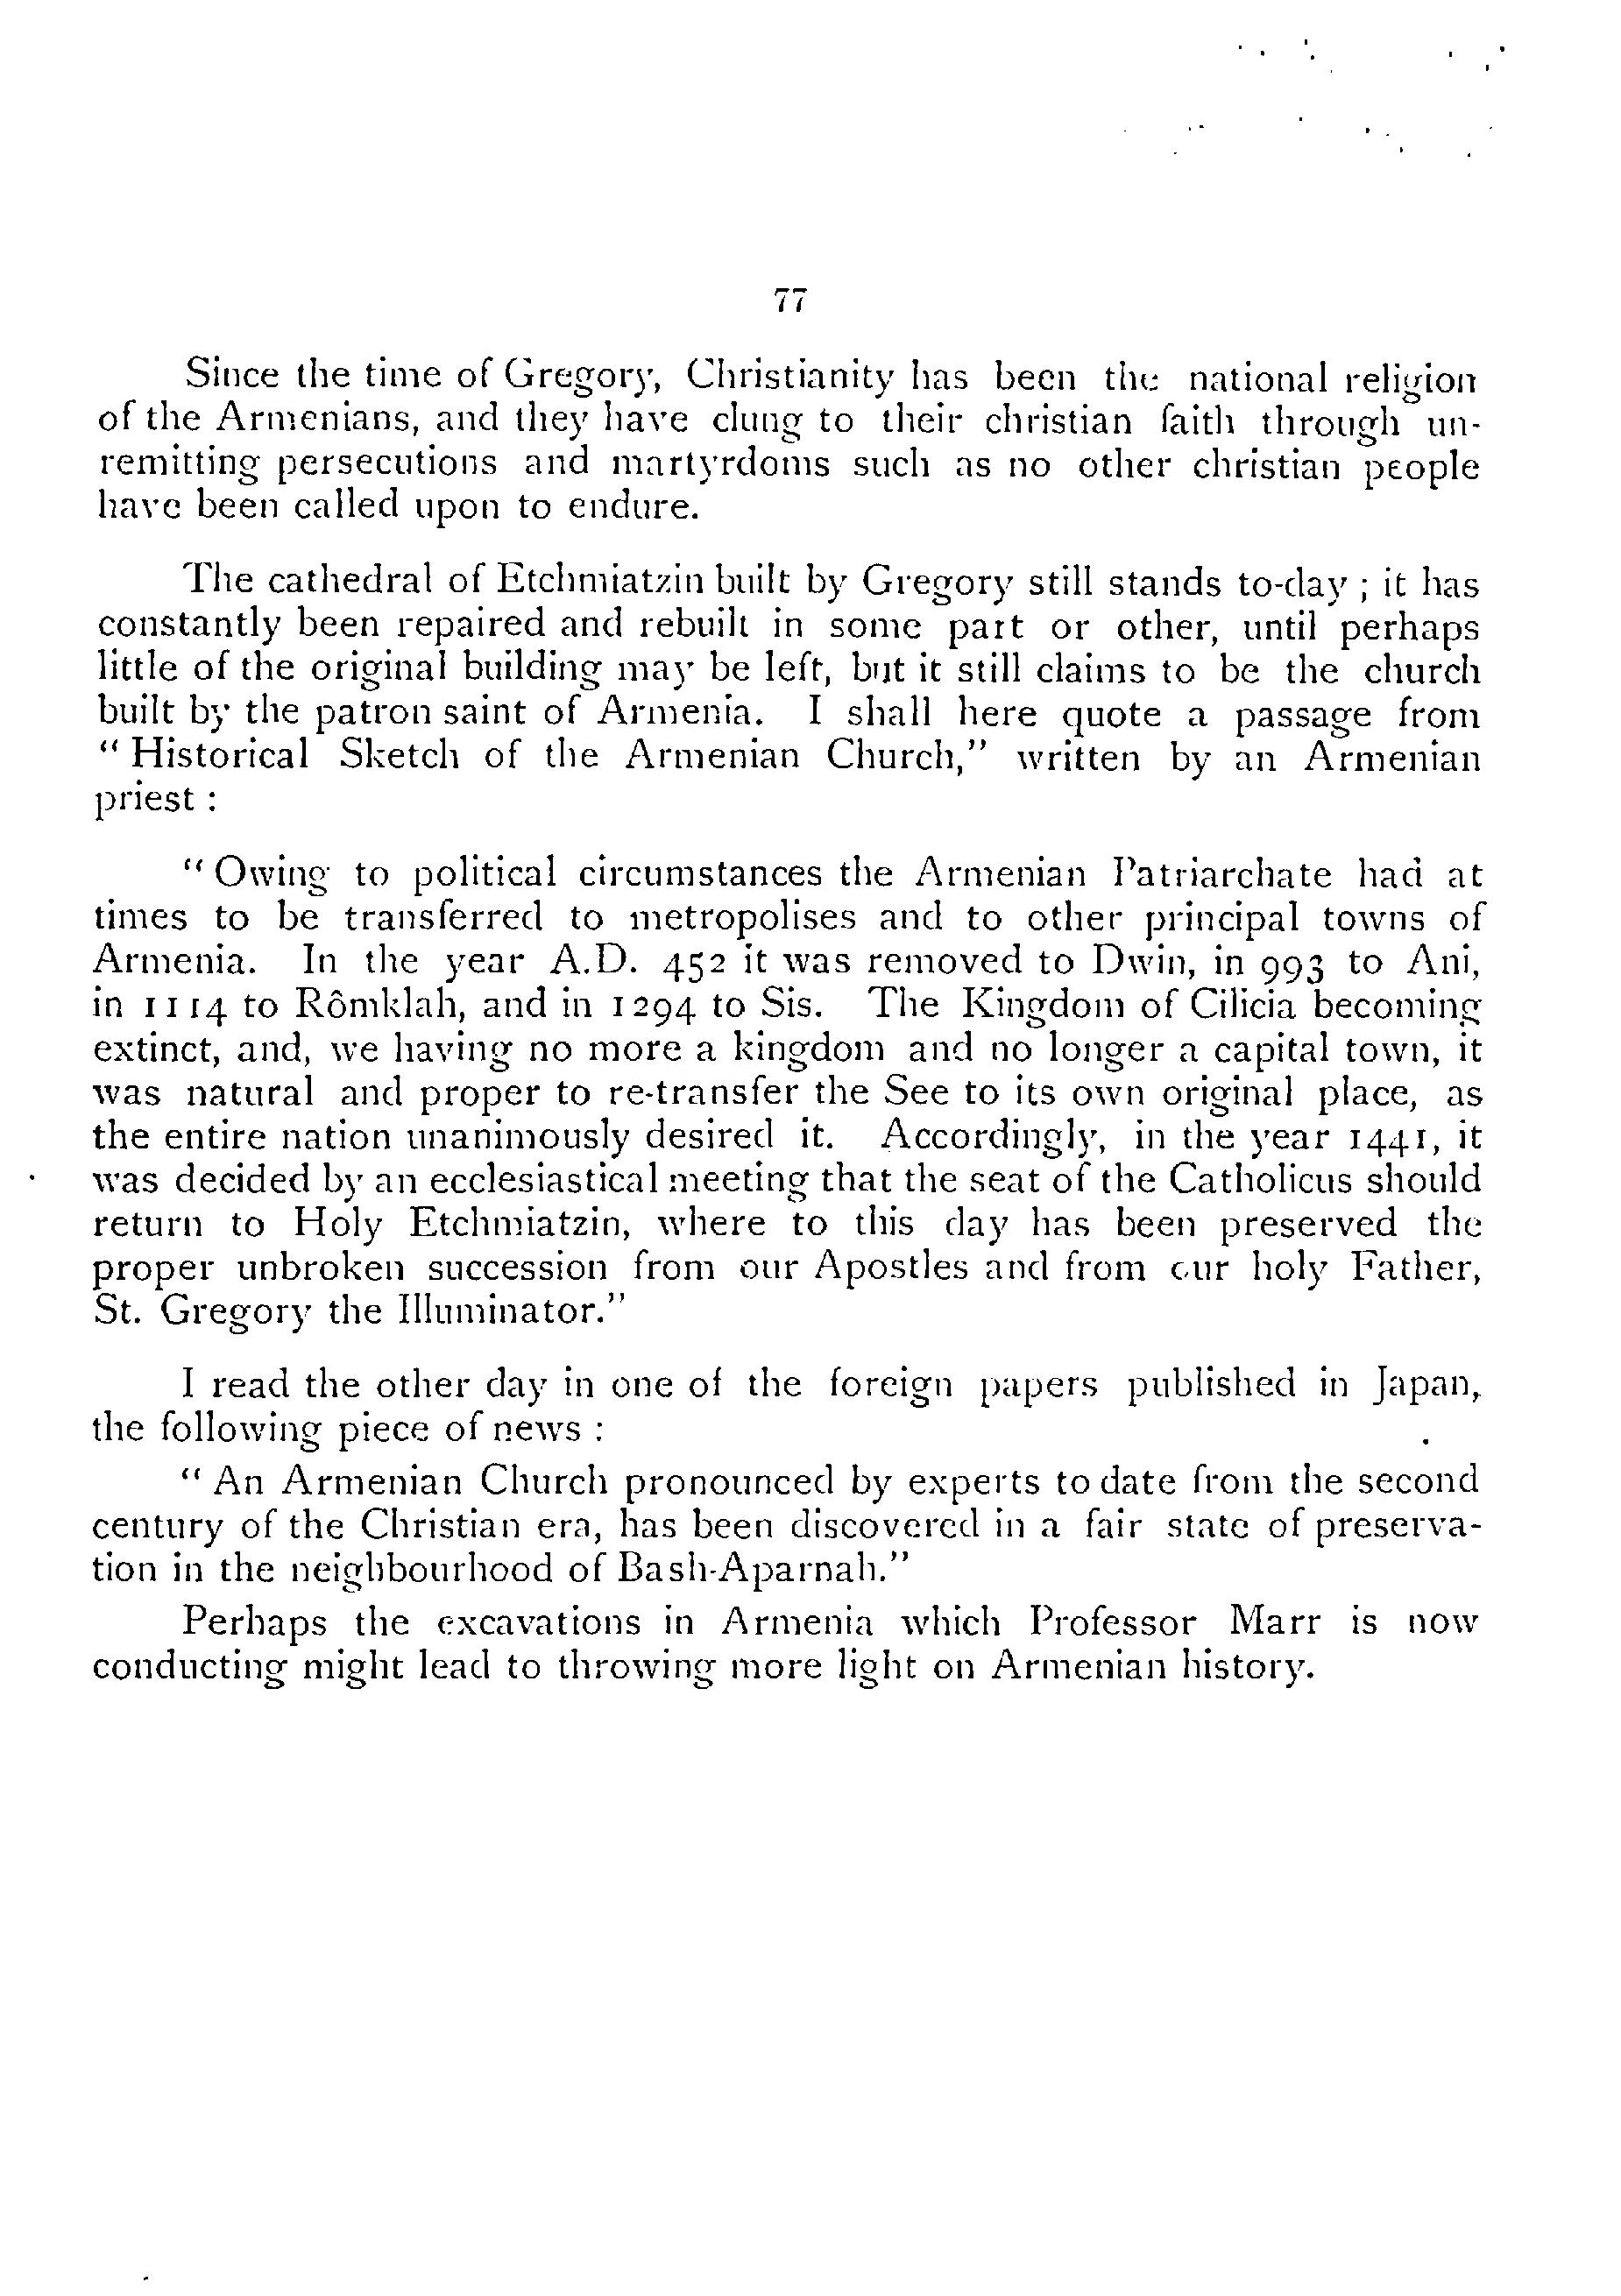 77
Since the time of Gregory, Christianity has been the national religion
of the Armenians, and they have clung to their christian faith through un-
remitting persecutions and martyrdoms such as no other christian people
have been called upon to endure.
The cathedral of Etchmiatzin built by Gregory still stands to-day ; it has
constantly been repaired and rebuilt in some part or other, until perhaps
little of the original building may be left, but it still claims to be the church
built by the patron saint of Armenia. I shall here quote a passage from
“ Historical Sketch of the Armenian Church,” written by an Armenian
priest :
“ Owing to political circumstances the Armenian Patriarchate had at
times to be transferred to metropolises and to other principal towns of
Armenia. In the year A.D. 452 it was removed to Dwin, in 993 to Ani,
in 1114 to Rômklah, and in 1294 to Sis. The Kingdom of Cilicia becoming
extinct, and, we having no more a kingdom and no longer a capital town, it
was natural and proper to re-transfer the See to its own original place, as
the entire nation unanimously desired it. Accordingly, in the year 1441, it
was decided by an ecclesiastical meeting that the seat of the Catholicus should
return to Holy Etchmiatzin, where to this day has been preserved the
proper unbroken succession from our Apostles and from our holy Father,
St. Gregory the Illuminator.”
I read the other day in one of the foreign papers published in Japan,
the following piece of news :
“ An Armenian Church pronounced by experts to date from the second
century of the Christian era, has been discovered in a fair state of preserva-
tion in the neighbourhood of Bash-Aparnah.”
Perhaps the excavations in Armenia which Professor Marr is now
conducting might lead to throwing more light on Armenian history.